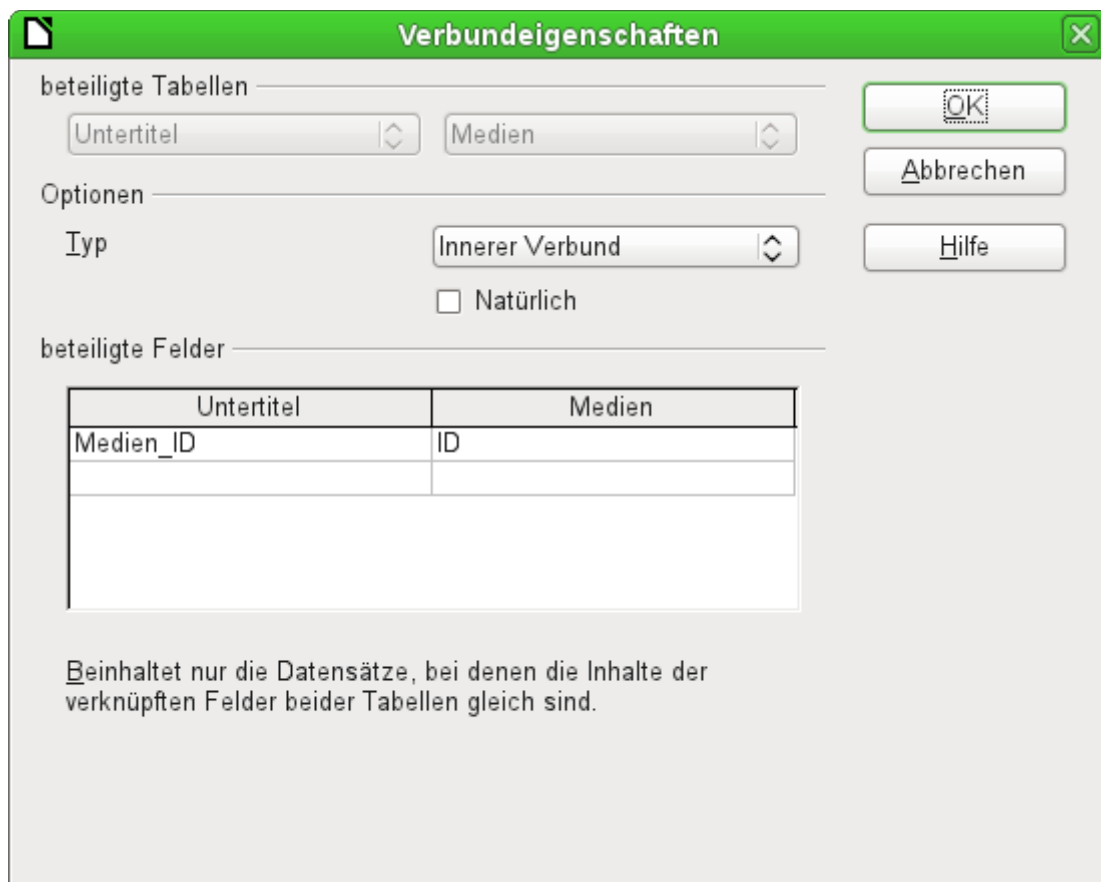 Verbundeigenschaften
beteiligte Tabellen
Untertitel Medien
OK
Abbrechen
Optionen
Typ Innerer Verbund
Hilfe
Natürlich
beteiligte Felder
Untertitel Medien
Medien_ID ID
Beinhaltet nur die Datensätze, bei denen die Inhalte der
verknüpften Felder beider Tabellen gleich sind.